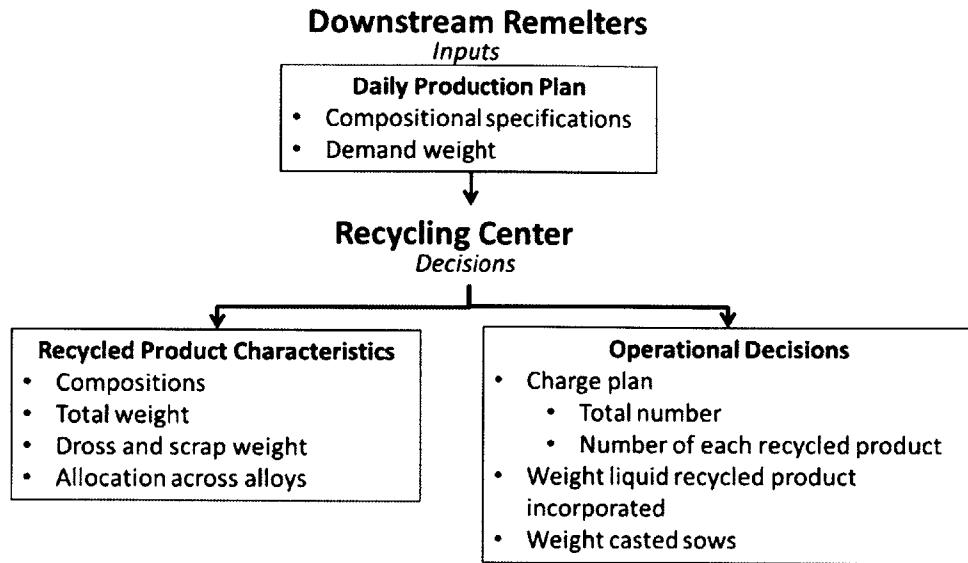 Downstream Remelters
Inputs
Daily Production Plan
• Compositional specifications
• Demand weight
Recycling Center
Decisions
Recycled Product Characteristics
• Compositions
• Total weight
• Dross and scrap weight
• Allocation across alloys
Operational Decisions
• Charge plan
• Total number
• Number of each recycled product
• Weight liquid recycled product
incorporated
• Weight casted sows